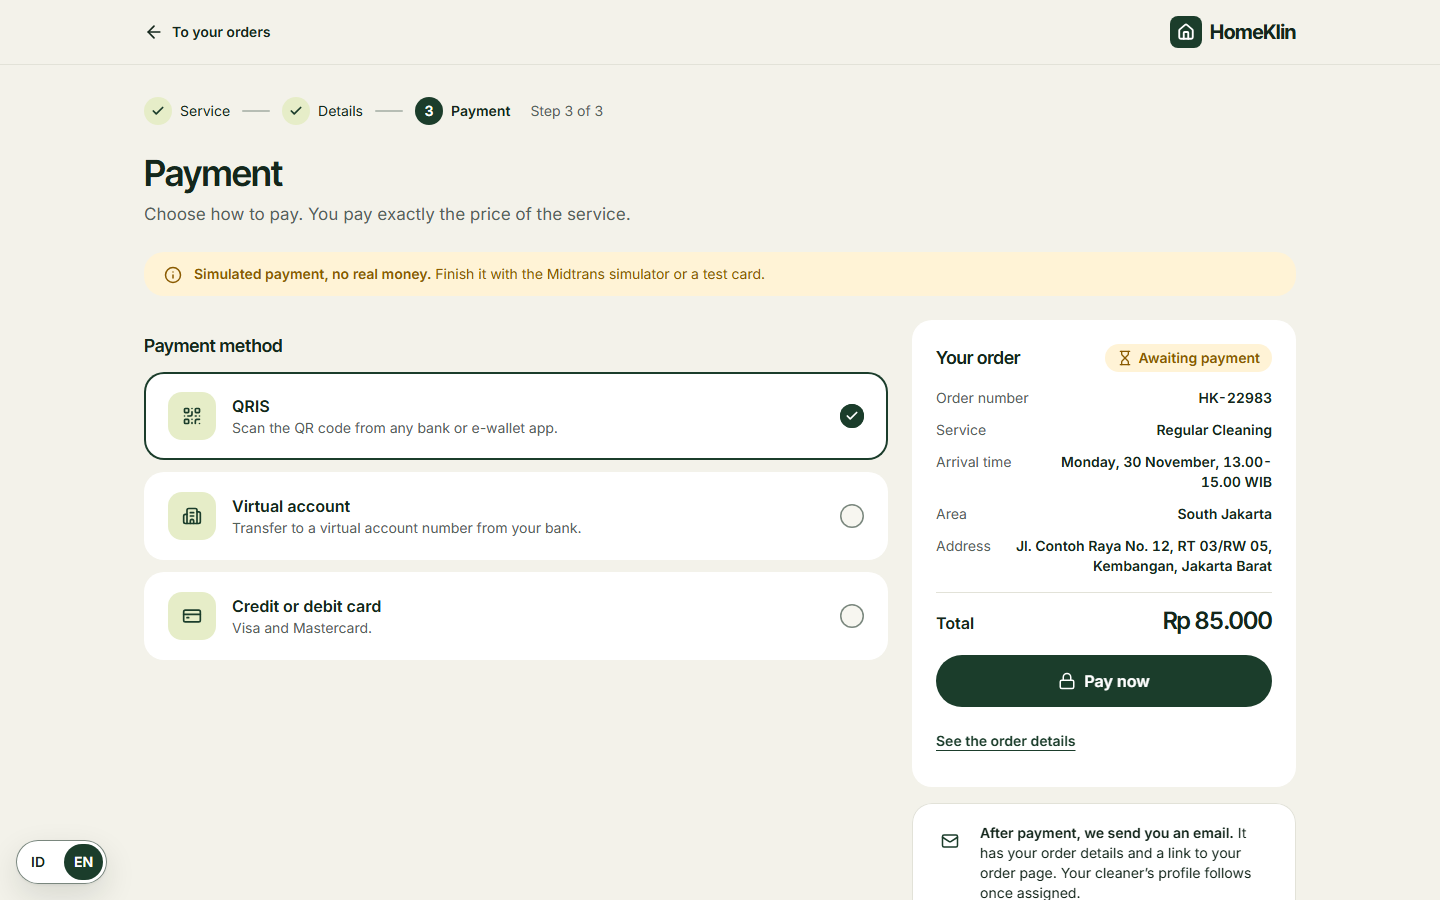 To your orders
HomeKlin
Service
Details
3 Payment
Step 3 of 3
Payment
Choose how to pay. You pay exactly the price of the service.
Simulated payment, no real money. Finish it with the Midtrans simulator or a test card.
Payment method
QRIS
Scan the QR code from any bank or e-wallet app.
Virtual account
Transfer to a virtual account number from your bank.
Credit or debit card
Visa and Mastercard.
Your order
Awaiting payment
Order number HK-22983
Service Regular Cleaning
Arrival time Monday, 30 November, 13.00-
15.00 WIB
Area South Jakarta
Address Jl. Contoh Raya No. 12, RT 03/RW 05,
Kembangan, Jakarta Barat
Total Rp 85.000
Pay now
See the order details
After payment, we send you an email. It
has your order details and a link to your
order page. Your cleaner’s profile follows
once assigned.
ID EN